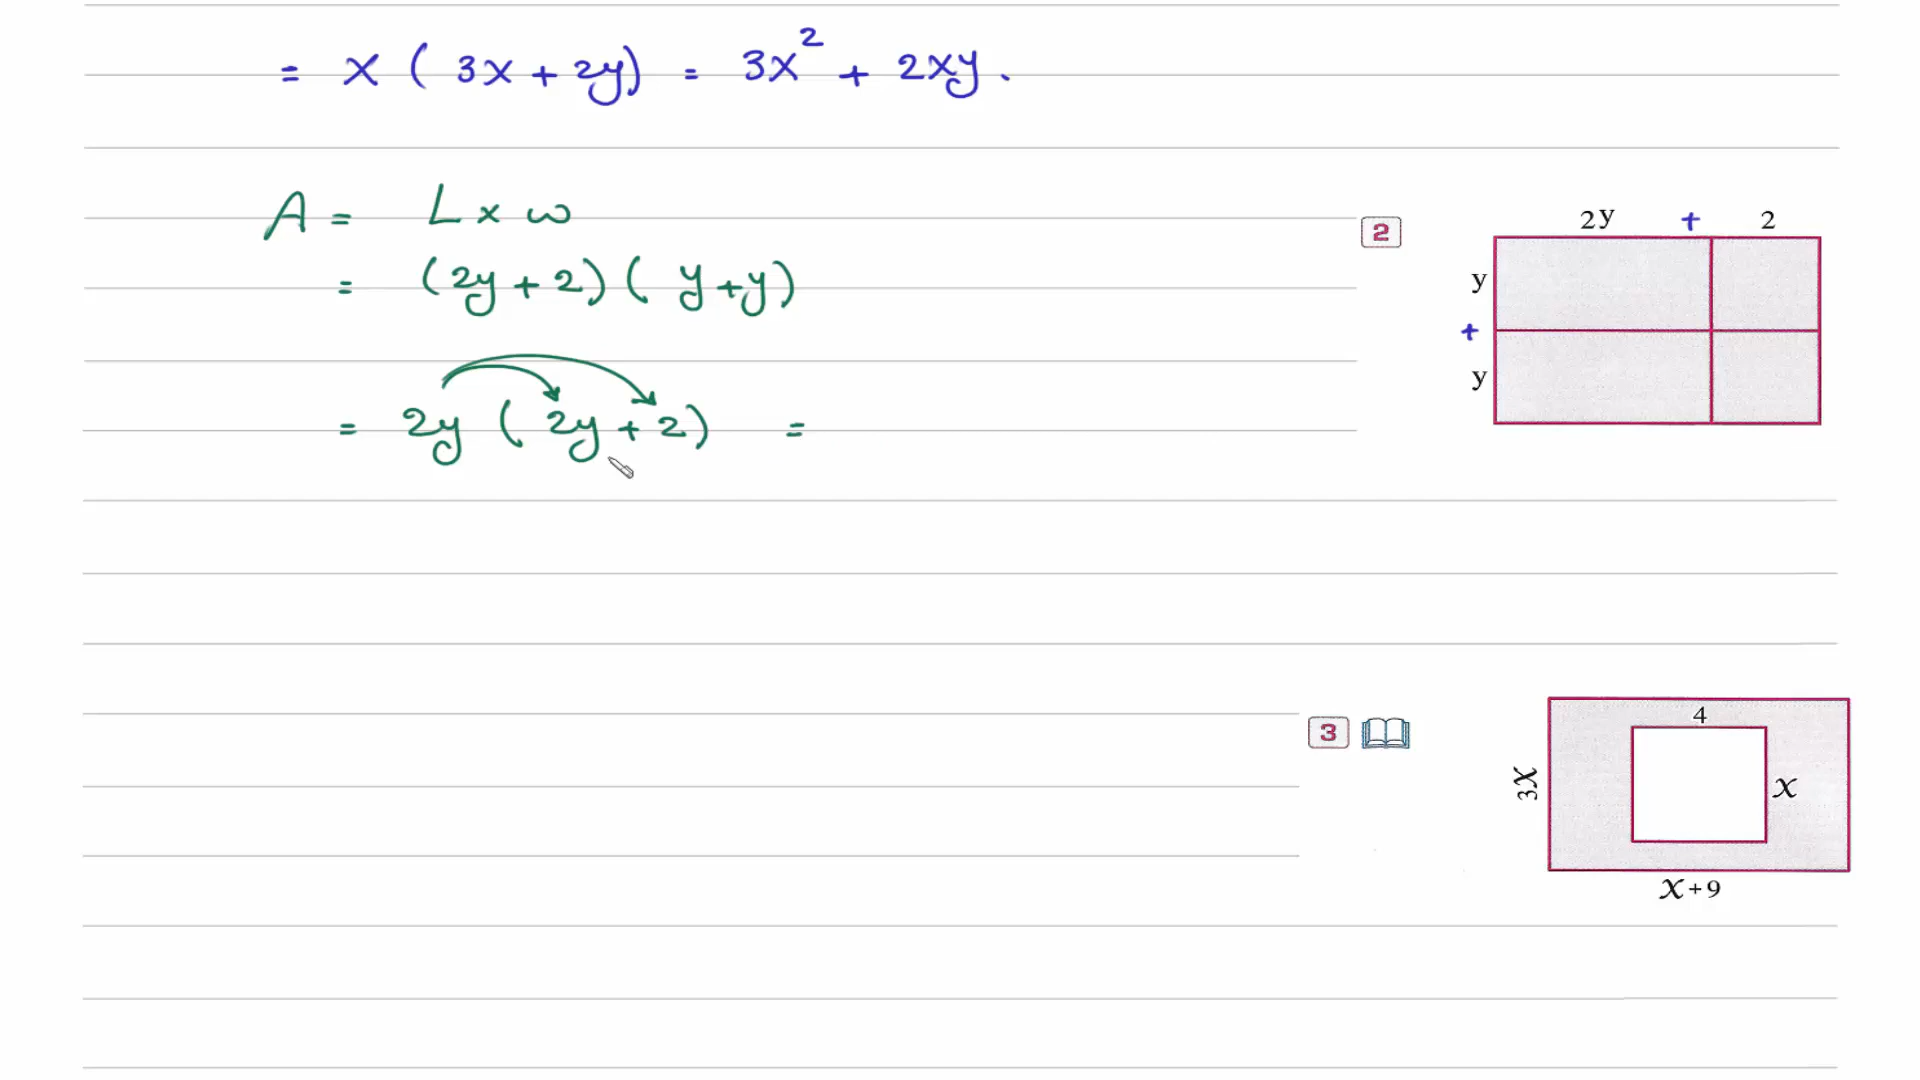 = x ( 3x + 2y) = 3x² + 2xy .
A = L × w
= (2y + 2) ( y + y)
= 2y ( 2y + 2) =
2
2y + 2
y
+
y
3
4
3x
x
x+9